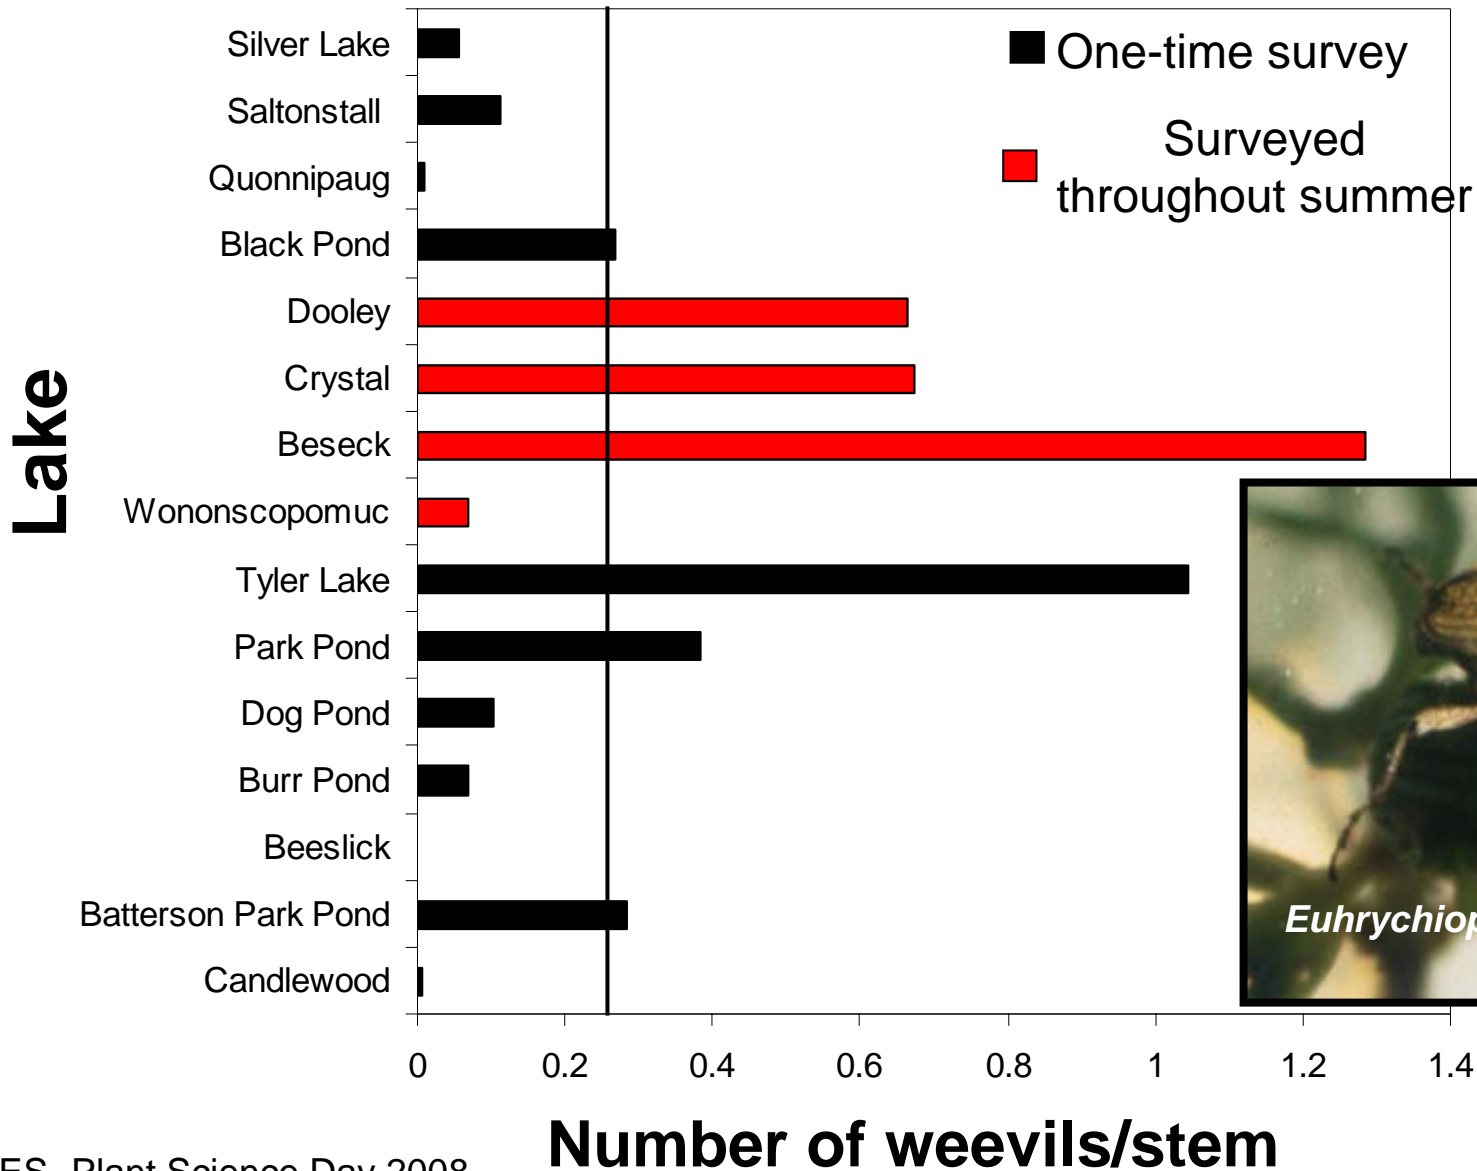 One-time survey
Surveyed
throughout summer
Lake
Silver Lake
Saltonstall
Quonnipaug
Black Pond
Dooley
Crystal
Beseck
Wononscopomuc
Tyler Lake
Park Pond
Dog Pond
Burr Pond
Beeslick
Batterson Park Pond
Candlewood
0 0.2 0.4 0.6 0.8 1 1.2 1.4
Number of weevils/stem
Plant Science Day 2008